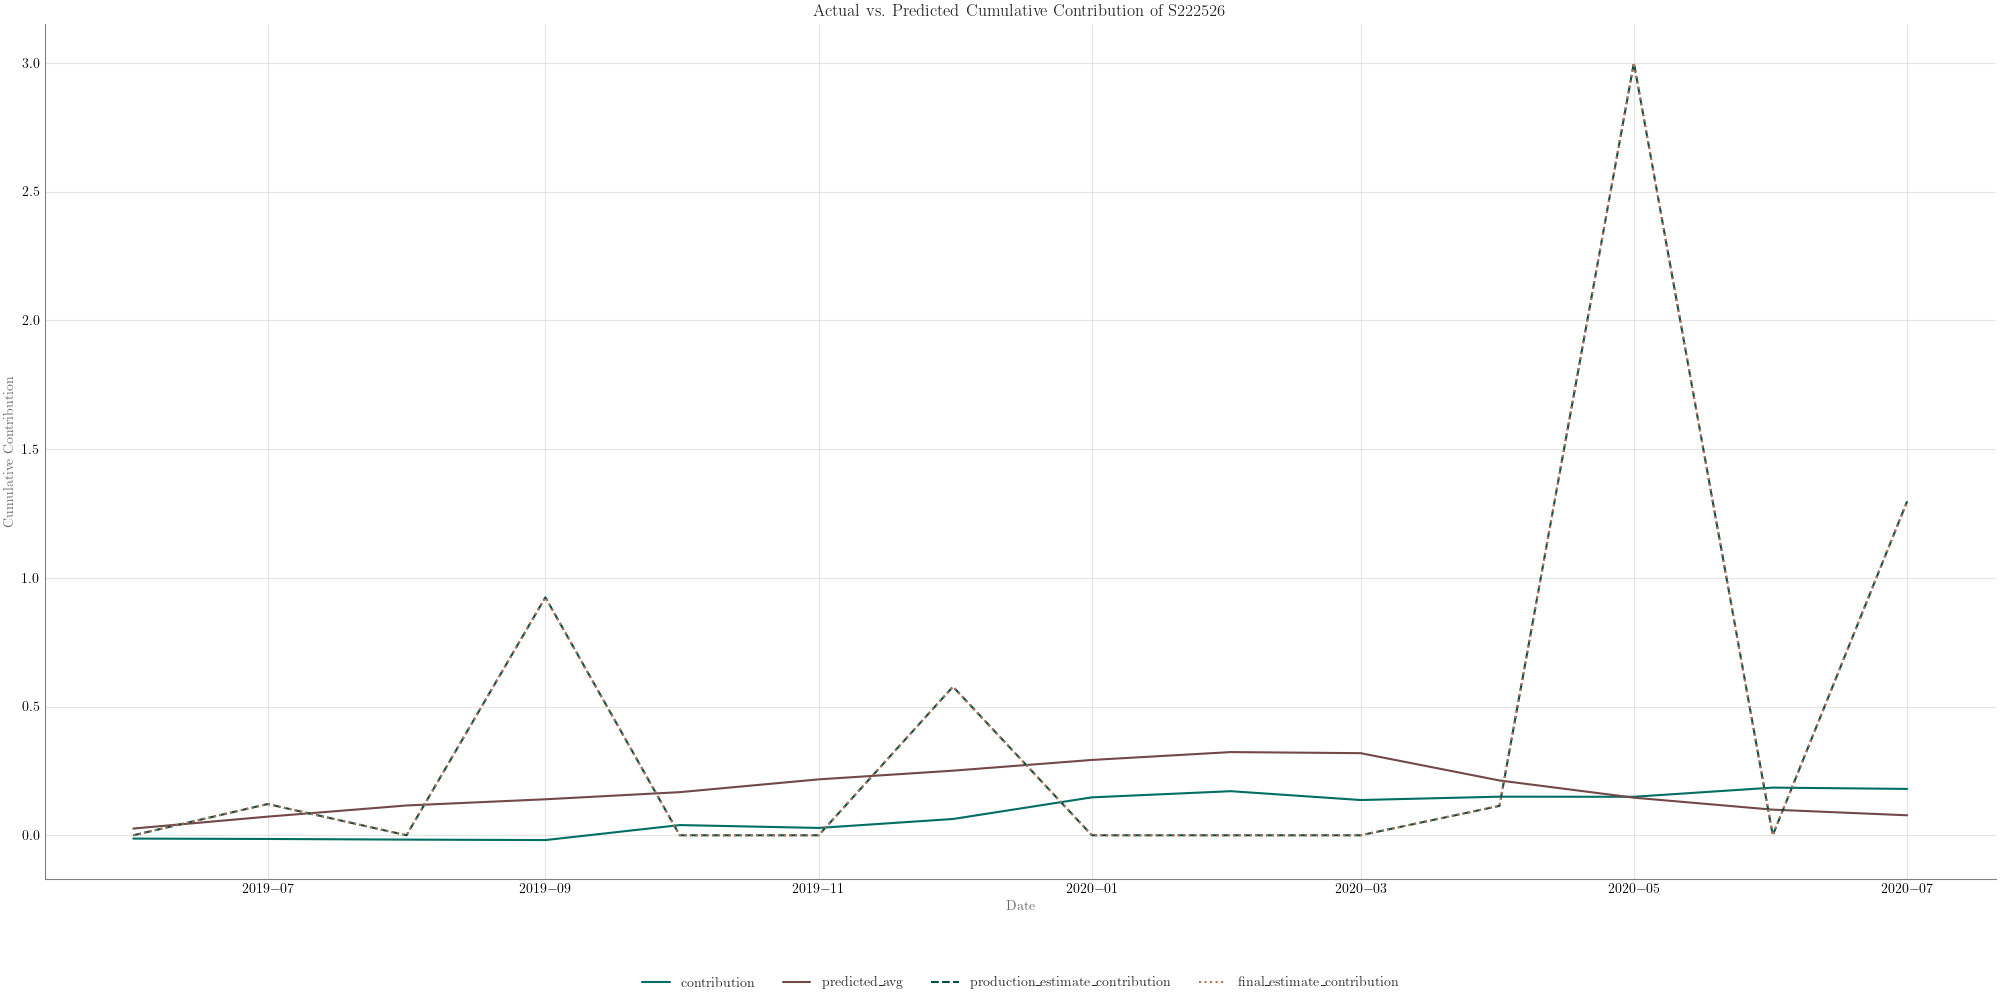 Actual vs. Predicted Cumulative Contribution of S222526
Cumulative Contribution
3.0
2.5
2.0
1.5
1.0
0.5
0.0
2019−07 2019−09 2019−11 2020−01 2020−03 2020−05 2020−07
Date
contribution predicted_avg production_estimate_contribution final_estimate_contribution